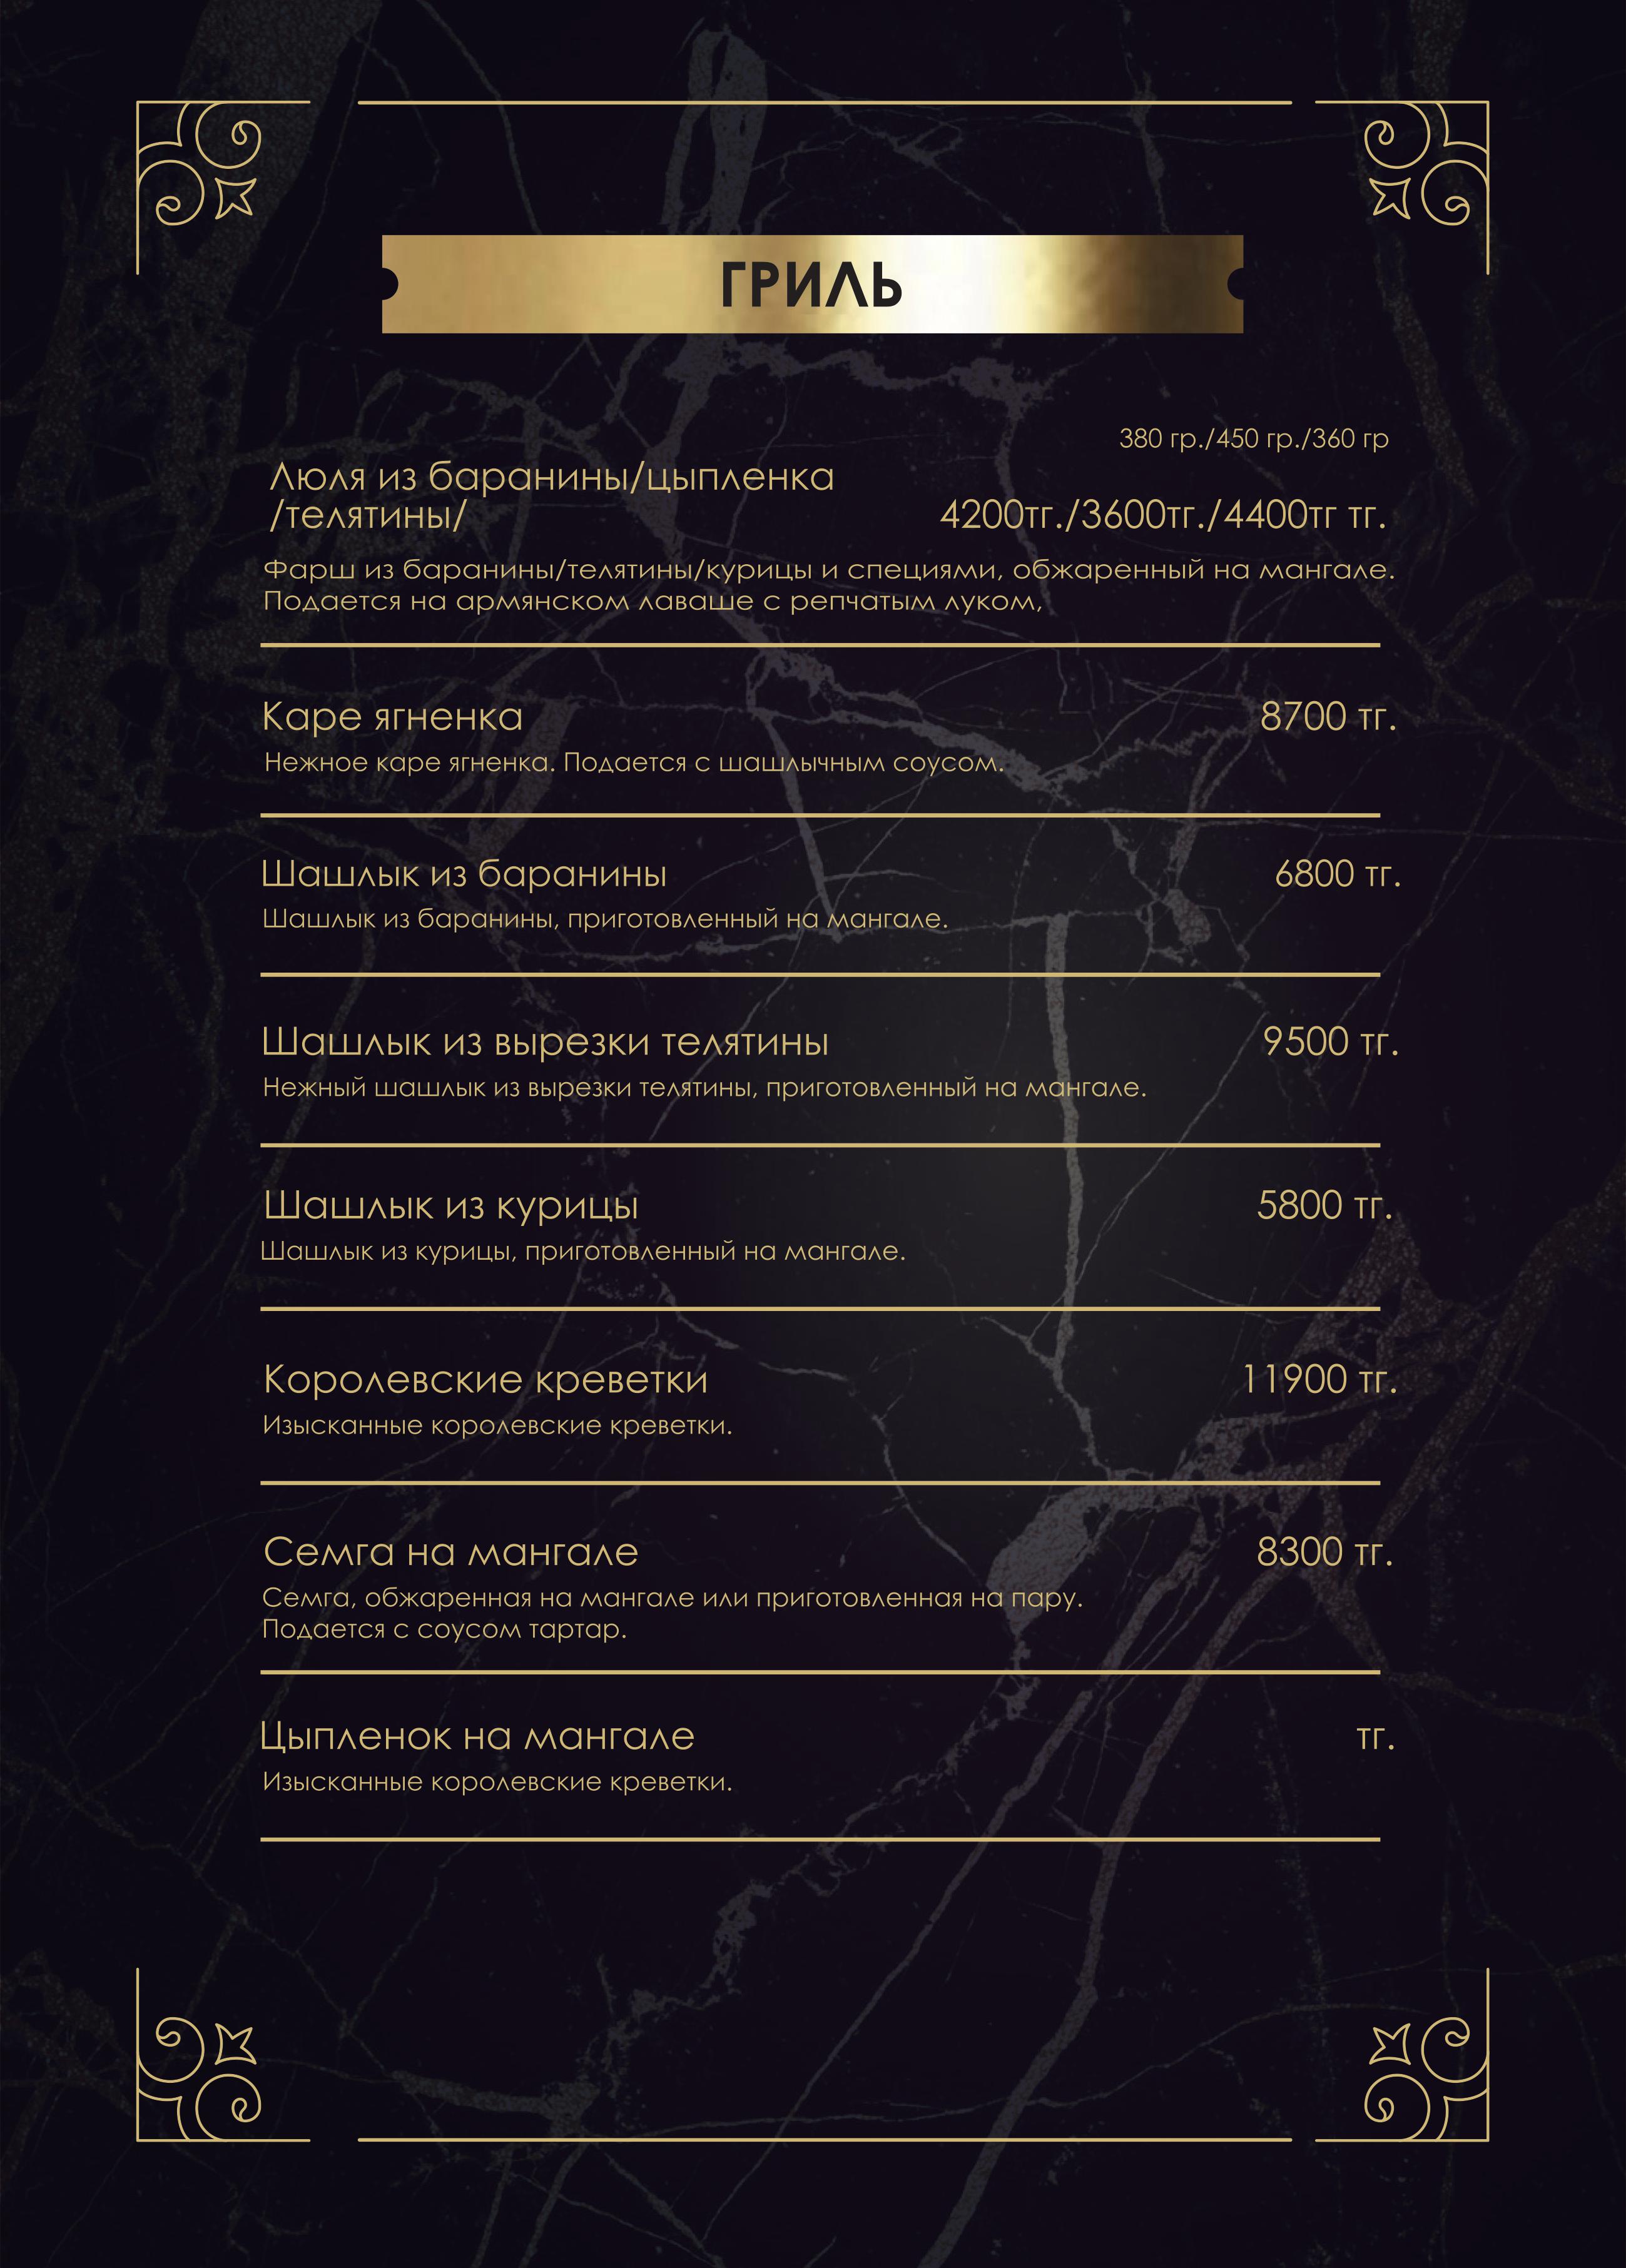 ГРИЛЬ
380 гр./450 гр./360 гр
Люля из баранины/цыпленка
/телятины/ 4200тг./3600тг./4400тг тг.
Фарш из баранины/телятины/курицы и специями, обжаренный на мангале.
Подается на армянском лаваше с репчатым луком,
Каре ягненка 8700 тг.
Нежное каре ягненка. Подается с шашлычным соусом.
Шашлык из баранины 6800 тг.
Шашлык из баранины, приготовленный на мангале.
Шашлык из вырезки телятины 9500 тг.
Нежный шашлык из вырезки телятины, приготовленный на мангале.
Шашлык из курицы 5800 тг.
Шашлык из курицы, приготовленный на мангале.
Королевские креветки 11900 тг.
Изысканные королевские креветки.
Семга на мангале 8300 тг.
Семга, обжаренная на мангале или приготовленная на пару.
Подается с соусом тартар.
Цыпленок на мангале тг.
Изысканные королевские креветки.